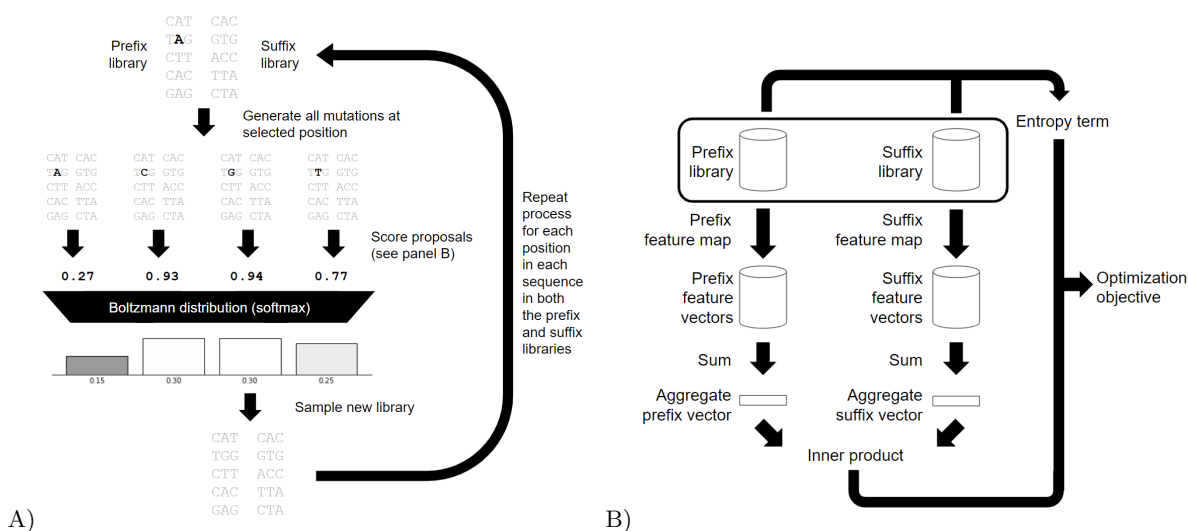 CAT CAC
TAG GTG
CTT ACC
CAC TTA
GAG CTA
Prefix
library
Suffix
library
Generate all mutations at
selected position
CAT CAC
TAG GTG
CTT ACC
CAC TTA
GAG CTA
CAT CAC
TCG GTG
CTT ACC
CAC TTA
GAG CTA
CAT CAC
TGG GTG
CTT ACC
CAC TTA
GAG CTA
CAT CAC
TTG GTG
CTT ACC
CAC TTA
GAG CTA
Score proposals
(see panel B)
0.27 0.93 0.94 0.77
Boltzmann distribution (softmax)
0.15 0.30 0.30 0.25
Sample new library
CAT CAC
TGG GTG
CTT ACC
CAC TTA
GAG CTA
Repeat
process
for each
position
in each
sequence
in both
the prefix
and suffix
libraries
A)
Entropy term
Prefix
library
Suffix
library
Prefix
feature map
Suffix
feature map
Prefix
feature
vectors
Suffix
feature
vectors
Optimization
objective
Sum
Sum
Aggregate
prefix vector
Aggregate
suffix vector
Inner product
B)